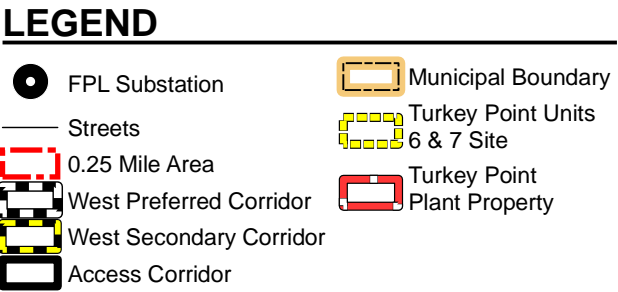 LEGEND
FPL Substation
Streets
0.25 Mile Area
West Preferred Corridor
West Secondary Corridor
Access Corridor
Municipal Boundary
Turkey Point Units
6 & 7 Site
Turkey Point
Plant Property